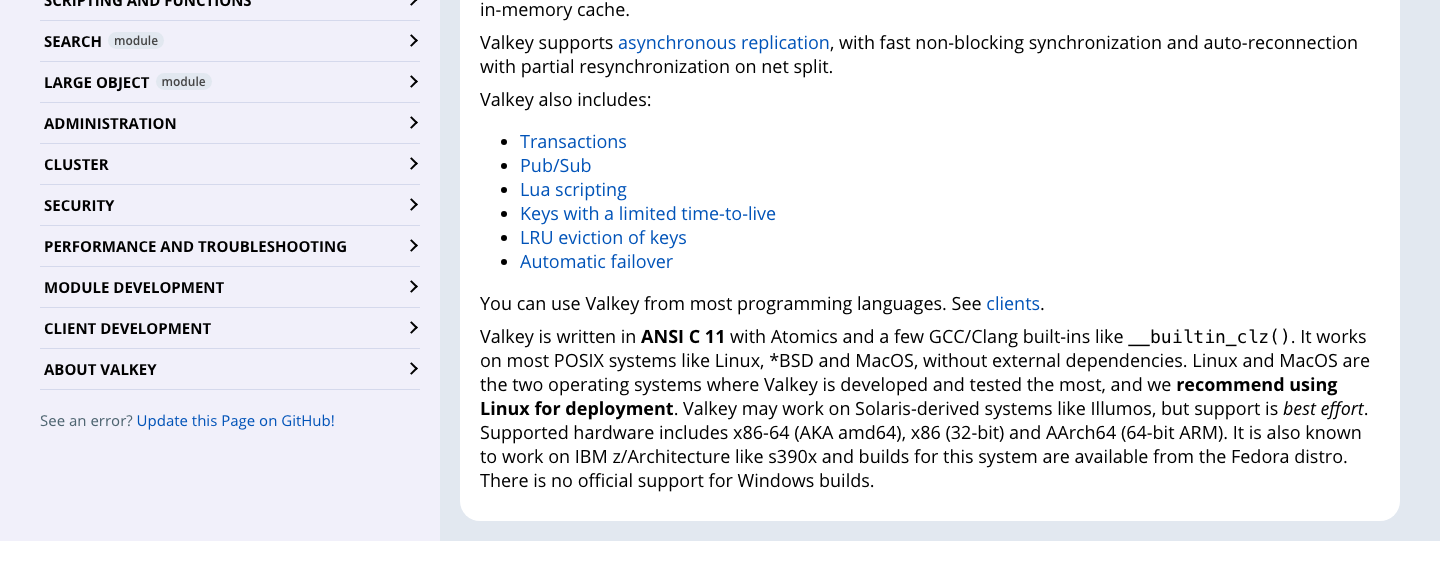 SCRIPTING AND FUNCTIONS
SEARCH module
LARGE OBJECT module
ADMINISTRATION
CLUSTER
SECURITY
PERFORMANCE AND TROUBLESHOOTING
MODULE DEVELOPMENT
CLIENT DEVELOPMENT
ABOUT VALKEY
See an error? Update this Page on GitHub!
in-memory cache.
Valkey supports asynchronous replication, with fast non-blocking synchronization and auto-reconnection
with partial resynchronization on net split.
Valkey also includes:
• Transactions
• Pub/Sub
• Lua scripting
• Keys with a limited time-to-live
• LRU eviction of keys
• Automatic failover
You can use Valkey from most programming languages. See clients.
Valkey is written in ANSI C 11 with Atomics and a few GCC/Clang built-ins like __builtin_clz(). It works
on most POSIX systems like Linux, *BSD and MacOS, without external dependencies. Linux and MacOS are
the two operating systems where Valkey is developed and tested the most, and we recommend using
Linux for deployment. Valkey may work on Solaris-derived systems like Illumos, but support is best effort.
Supported hardware includes x86-64 (AKA amd64), x86 (32-bit) and AArch64 (64-bit ARM). It is also known
to work on IBM z/Architecture like s390x and builds for this system are available from the Fedora distro.
There is no official support for Windows builds.